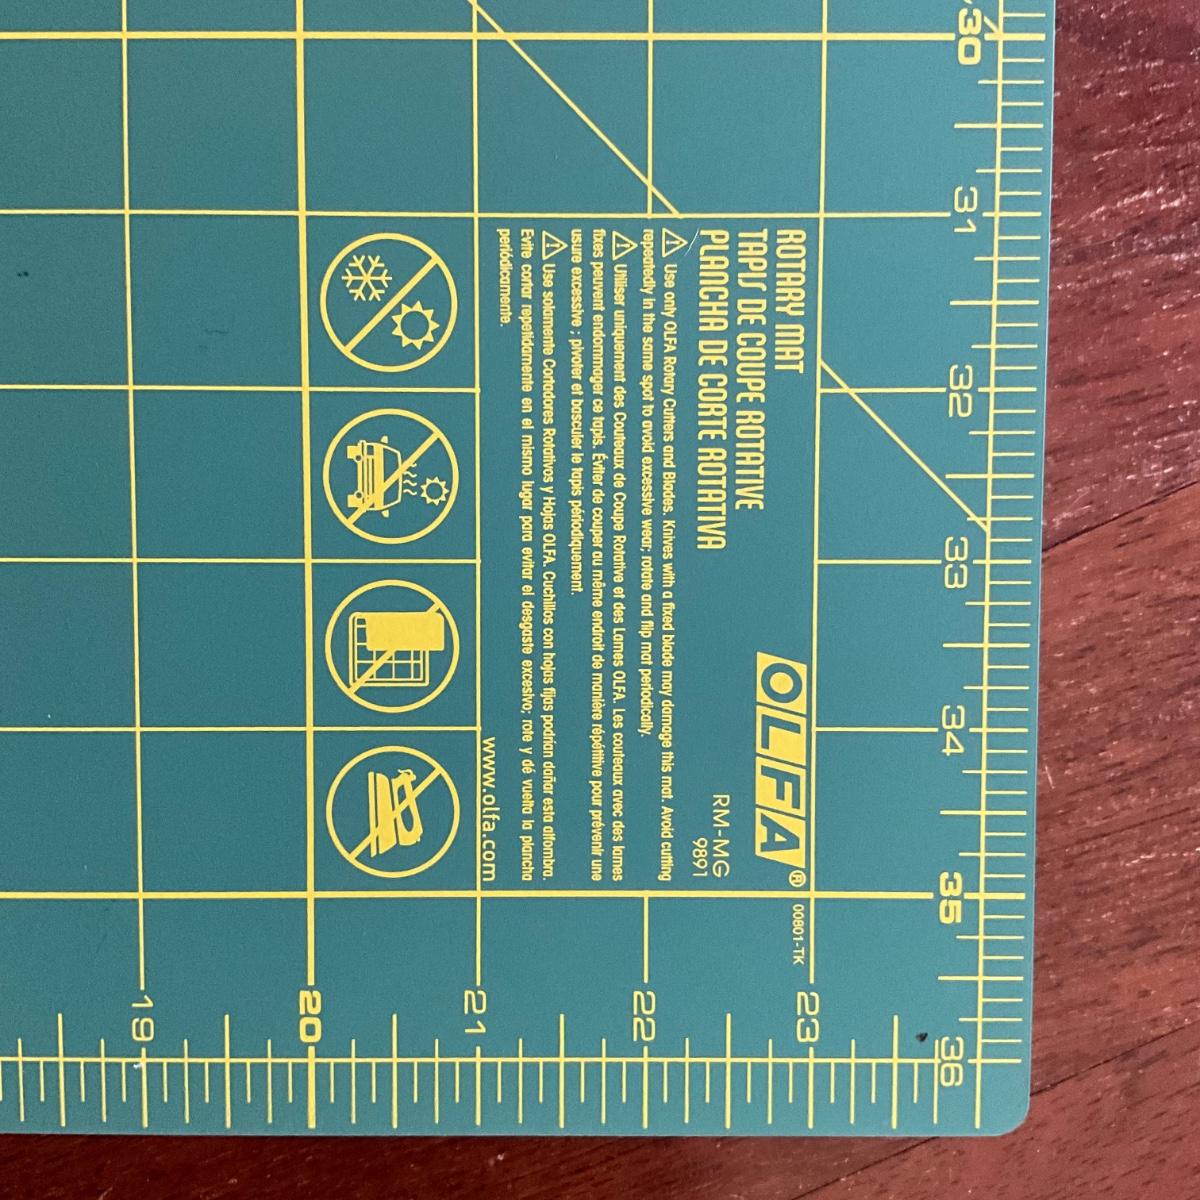 ROTARY MAT
TAPIS DE COUPE ROTATIVE
PLANCHA DE CORTE ROTATIVA
OLFA®
RM-MG
9891
Use only OLFA Rotary Cutters and Blades. Knives with a fixed blade may damage this mat. Avoid cutting
repeatedly in the same spot to avoid excessive wear; rotate and flip mat periodically.
Utiliser uniquement des Couteaux de Coupe Rotative et des Lames OLFA. Les couteaux avec des lames
fixes peuvent endommager ce tapis. Éviter de couper au même endroit de manière répétitive pour prévenir une
usure excessive ; pivoter et basculer le tapis périodiquement.
Use solamente Cortadores Rotativos y Hojas OLFA. Cuchillos con hojas fijas podrían dañar esta alfombra.
Evite cortar repetidamente en el mismo lugar para evitar el desgaste excesivo; rote y dé vuelta la plancha
periódicamente.
www.olfa.com
00801-TK
30
31
32
33
34
35
36
23
22
21
20
19